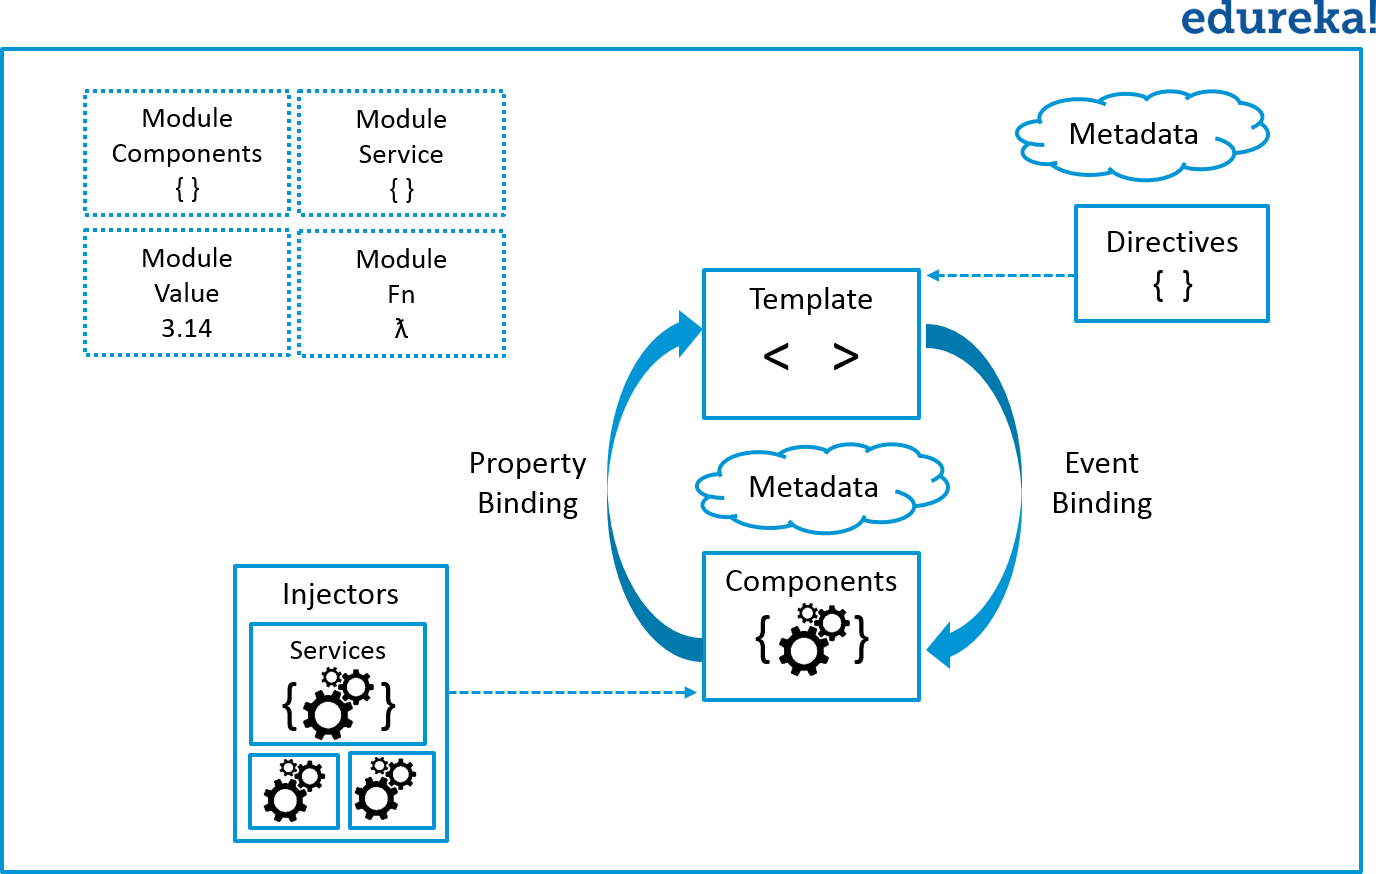 edureka!
Module
Components
{ }
Module
Service
{ }
Module
Value
3.14
Module
Fn
ƛ
Metadata
Directives
{ }
Template
< >
Property
Binding
Metadata
Event
Binding
Components
{ }
Injectors
Services
{ }